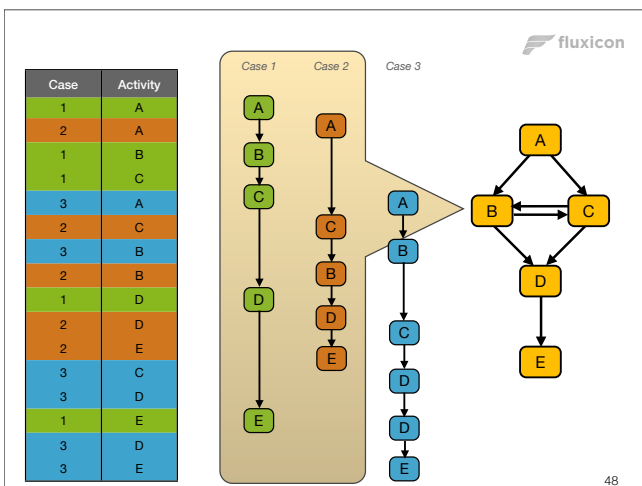 fluxicon
Case Activity
1 A
2 A
1 B
1 C
3 A
2 C
3 B
2 B
1 D
2 D
2 E
3 C
3 D
1 E
3 D
3 E
Case 1 Case 2 Case 3
A
B
C
D
E
A
C
B
D
E
A
B
C
D
D
E
A
B C
D
E
48